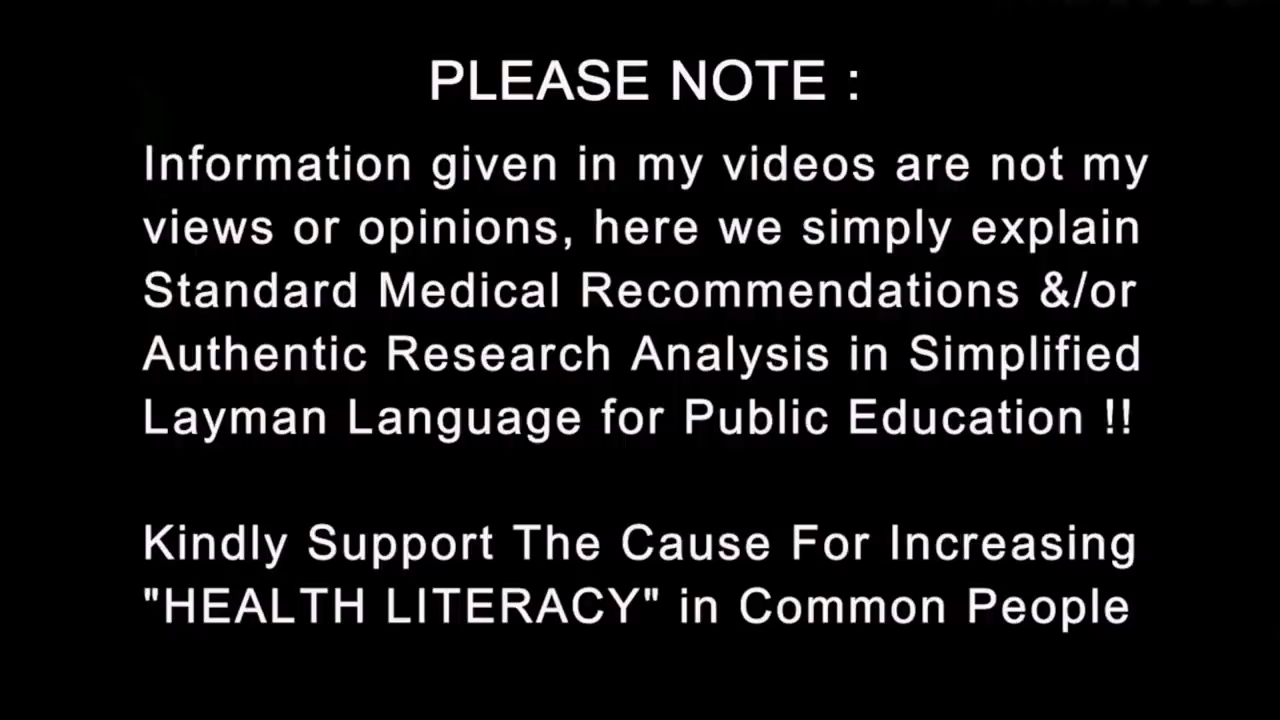 PLEASE NOTE :
Information given in my videos are not my
views or opinions, here we simply explain
Standard Medical Recommendations &/or
Authentic Research Analysis in Simplified
Layman Language for Public Education !!
Kindly Support The Cause For Increasing
"HEALTH LITERACY" in Common People